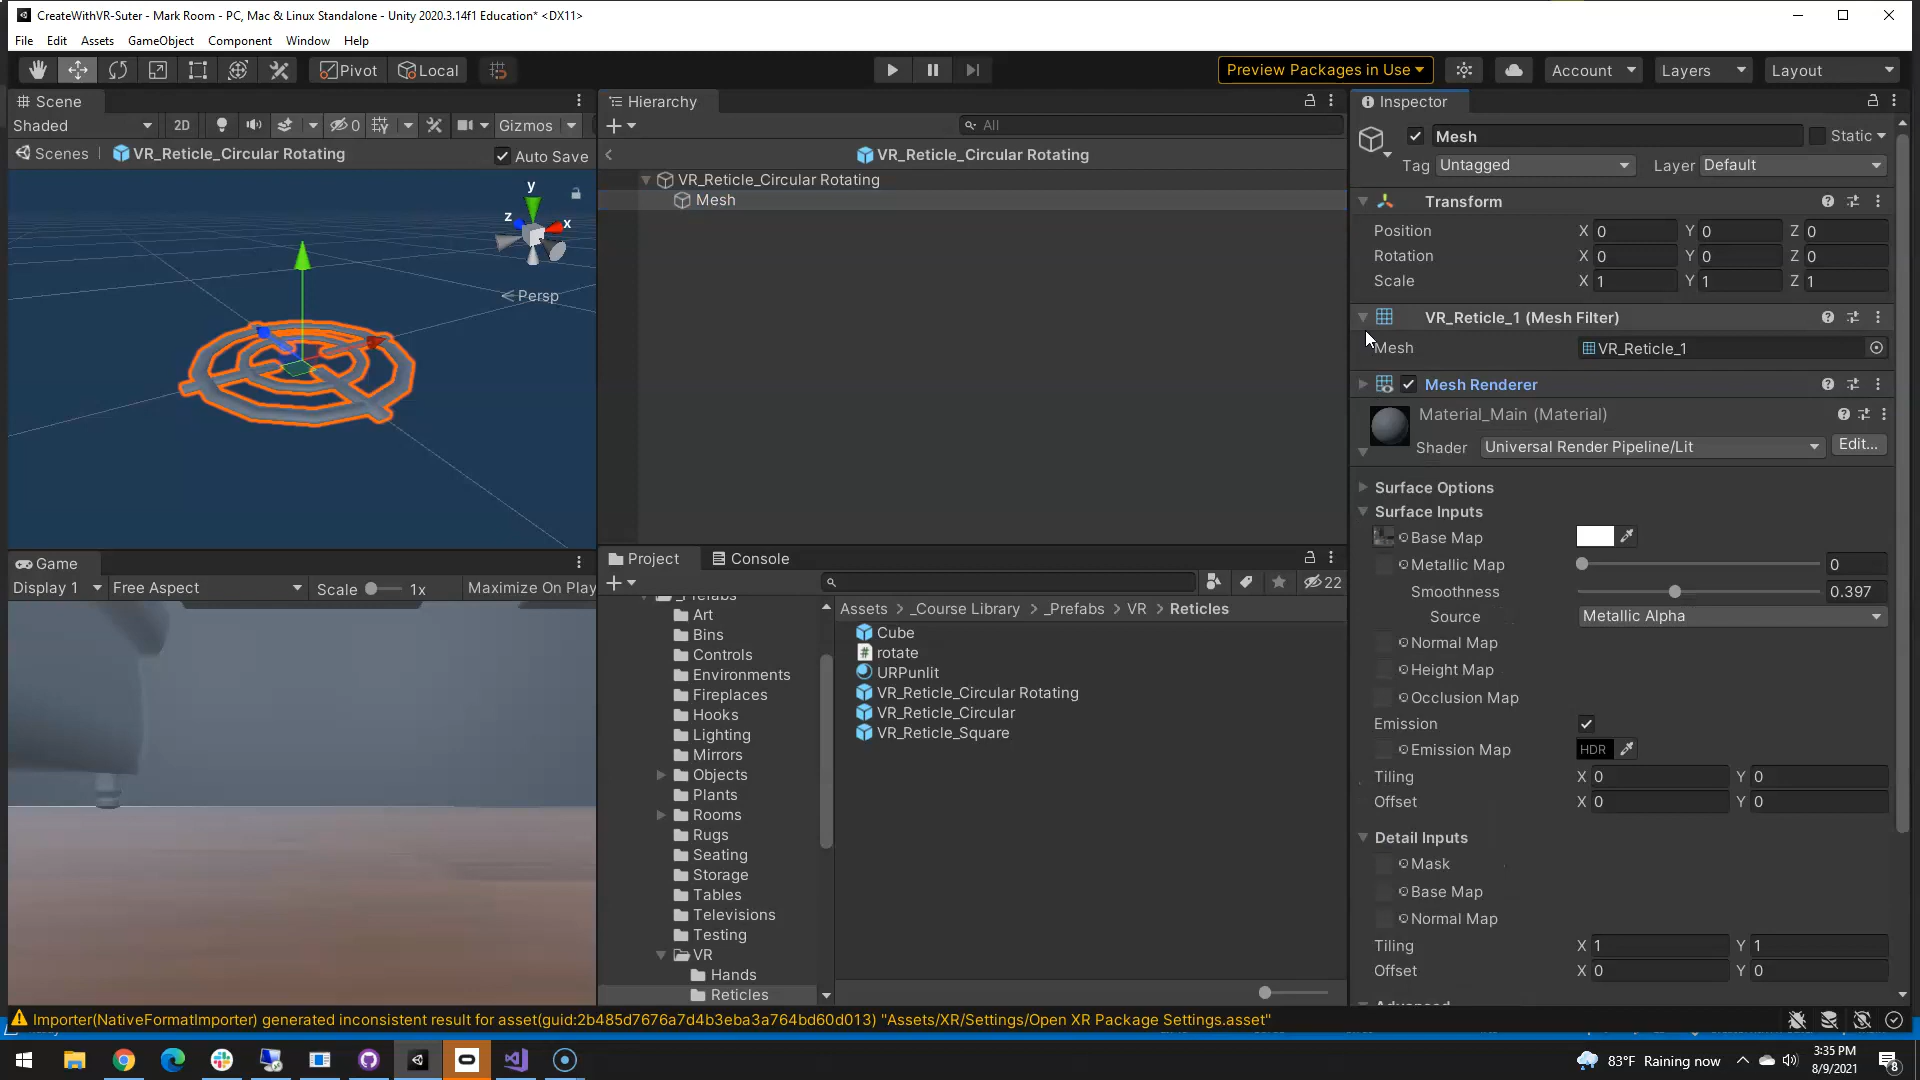 CreateWithVR-Suter - Mark Room - PC, Mac & Linux Standalone - Unity 2020.3.14f1 Education* <DX11>
File Edit Assets GameObject Component Window Help
Pivot Local Preview Packages in Use Account Layers Layout
Scene
Shaded 2D 0 Gizmos
Scenes VR_Reticle_Circular Rotating Auto Save
y
z x
Persp
Game
Display 1 Free Aspect Scale 1x Maximize On Play
Hierarchy
All
VR_Reticle_Circular Rotating
VR_Reticle_Circular Rotating
Mesh
Project Console
22
Art
Bins
Controls
Environments
Fireplaces
Hooks
Lighting
Mirrors
Objects
Plants
Rooms
Rugs
Seating
Storage
Tables
Televisions
Testing
VR
Hands
Reticles
Assets > _Course Library > _Prefabs > VR > Reticles
Cube
rotate
URPunlit
VR_Reticle_Circular Rotating
VR_Reticle_Circular
VR_Reticle_Square
Inspector
Mesh Static
Tag Untagged Layer Default
Transform
Position X 0 Y 0 Z 0
Rotation X 0 Y 0 Z 0
Scale X 1 Y 1 Z 1
VR_Reticle_1 (Mesh Filter)
Mesh VR_Reticle_1
Mesh Renderer
Material_Main (Material)
Shader Universal Render Pipeline/Lit Edit...
Surface Options
Surface Inputs
Base Map
Metallic Map 0
Smoothness 0.397
Source Metallic Alpha
Normal Map
Height Map
Occlusion Map
Emission
Emission Map HDR
Tiling X 0 Y 0
Offset X 0 Y 0
Detail Inputs
Mask
Base Map
Normal Map
Tiling X 1 Y 1
Offset X 0 Y 0
Importer(NativeFormatImporter) generated inconsistent result for asset(guid:2b485d7676a7d4b3eba3a764bd60d013) "Assets/XR/Settings/Open XR Package Settings.asset"
83°F Raining now
3:35 PM
8/9/2021
8